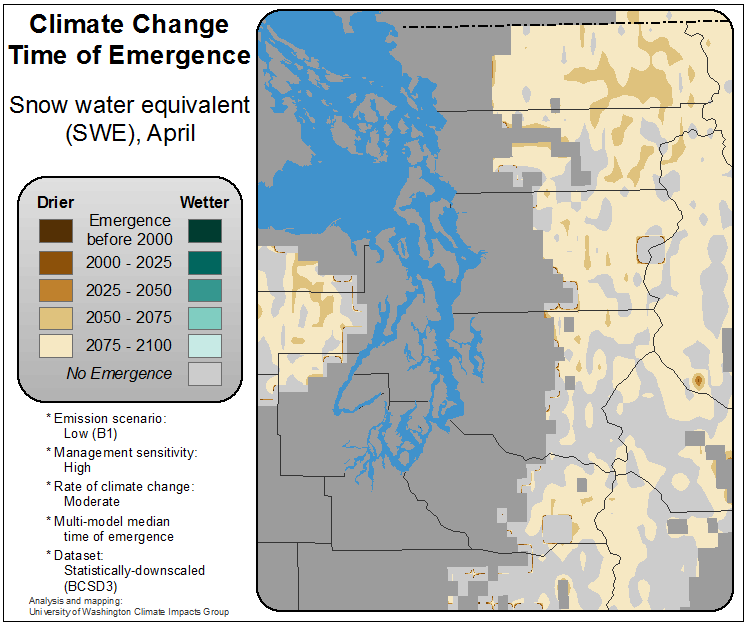 Climate Change
Time of Emergence
Snow water equivalent
(SWE), April
Drier Wetter
Emergence
before 2000
2000 - 2025
2025 - 2050
2050 - 2075
2075 - 2100
No Emergence
* Emission scenario:
Low (B1)
* Management sensitivity:
High
* Rate of climate change:
Moderate
* Multi-model median
time of emergence
* Dataset:
Statistically-downscaled
(BCSD3)
Analysis and mapping:
University of Washington Climate Impacts Group